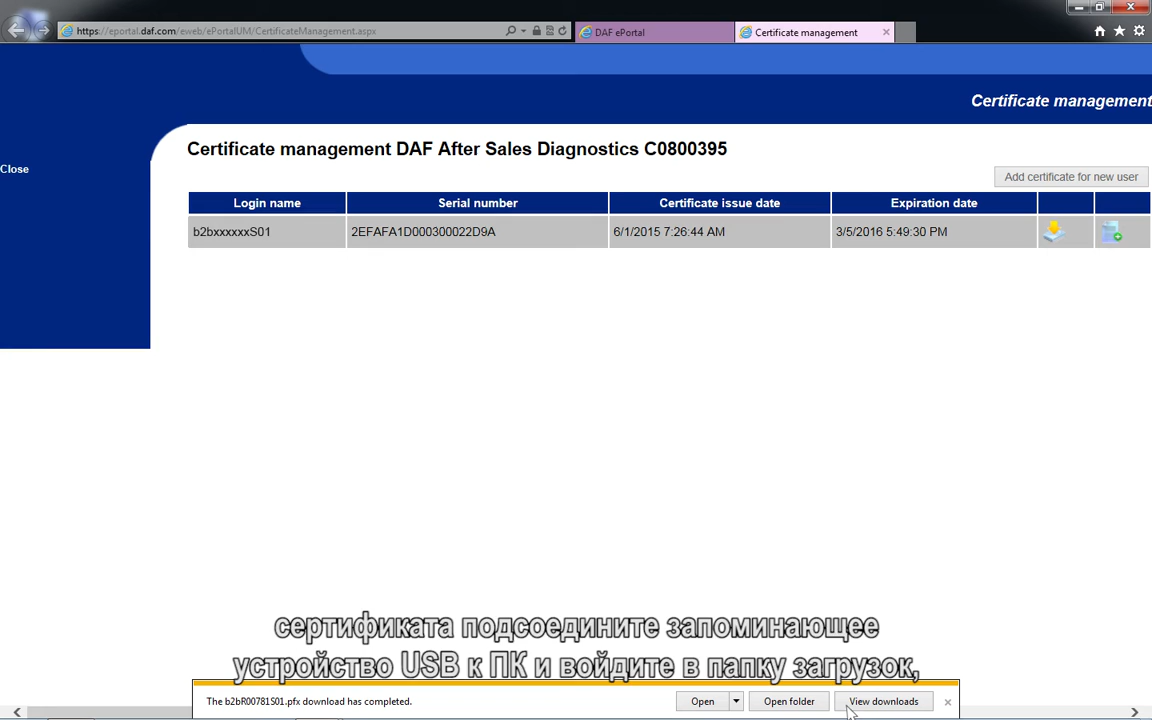 https://eportal.daf.com/eweb/ePortalUM/CertificateManagement.aspx
DAF ePortal
Certificate management
Certificate management
Certificate management DAF After Sales Diagnostics C0800395
Close
Add certificate for new user
Login name Serial number Certificate issue date Expiration date
b2bxxxxxxS01 2EFAFA1D000300022D9A 6/1/2015 7:26:44 AM 3/5/2016 5:49:30 PM
сертификата подсоедините запоминающее
устройство USB к ПК и войдите в папку загрузок,
The b2bR00781S01.pfx download has completed. Open Open folder View downloads